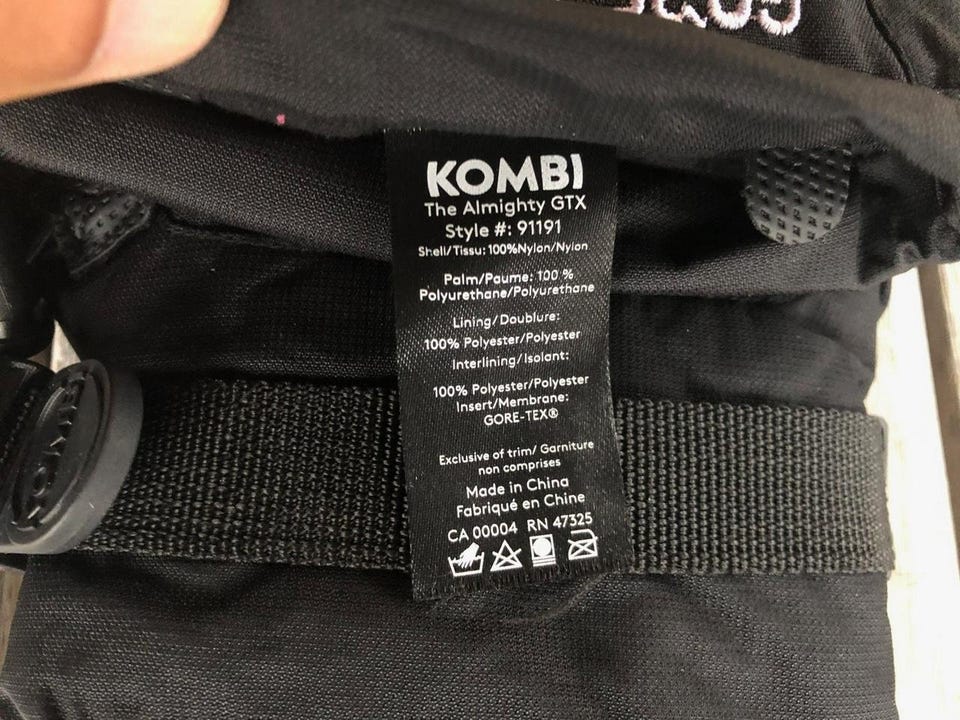 KOMBI
The Almighty GTX
Style #: 91191
Shell/Tissu: 100%Nylon/Nylon
Palm/Paume: 100 %
Polyurethane/Polyurethane
Lining/Doublure:
100% Polyester/Polyester
Interlining/Isolant:
100% Polyester/Polyester
Insert/Membrane:
GORE-TEX®
Exclusive of trim/ Garniture
non comprises
Made in China
Fabriqué en Chine
CA 00004 RN 47325
KOMBI